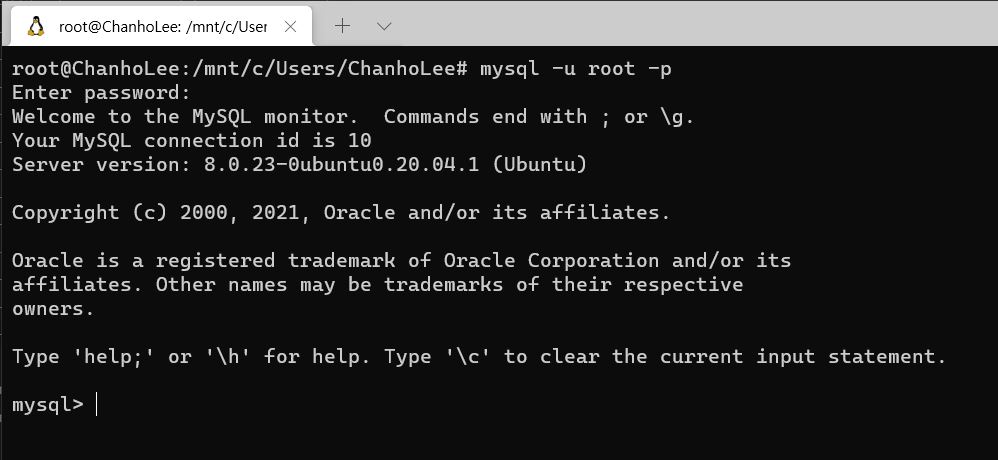 root@ChanhoLee: /mnt/c/User
root@ChanhoLee:/mnt/c/Users/ChanhoLee# mysql -u root -p
Enter password:
Welcome to the MySQL monitor.  Commands end with ; or \g.
Your MySQL connection id is 10
Server version: 8.0.23-0ubuntu0.20.04.1 (Ubuntu)

Copyright (c) 2000, 2021, Oracle and/or its affiliates.

Oracle is a registered trademark of Oracle Corporation and/or its
affiliates. Other names may be trademarks of their respective
owners.

Type 'help;' or '\h' for help. Type '\c' to clear the current input statement.

mysql>